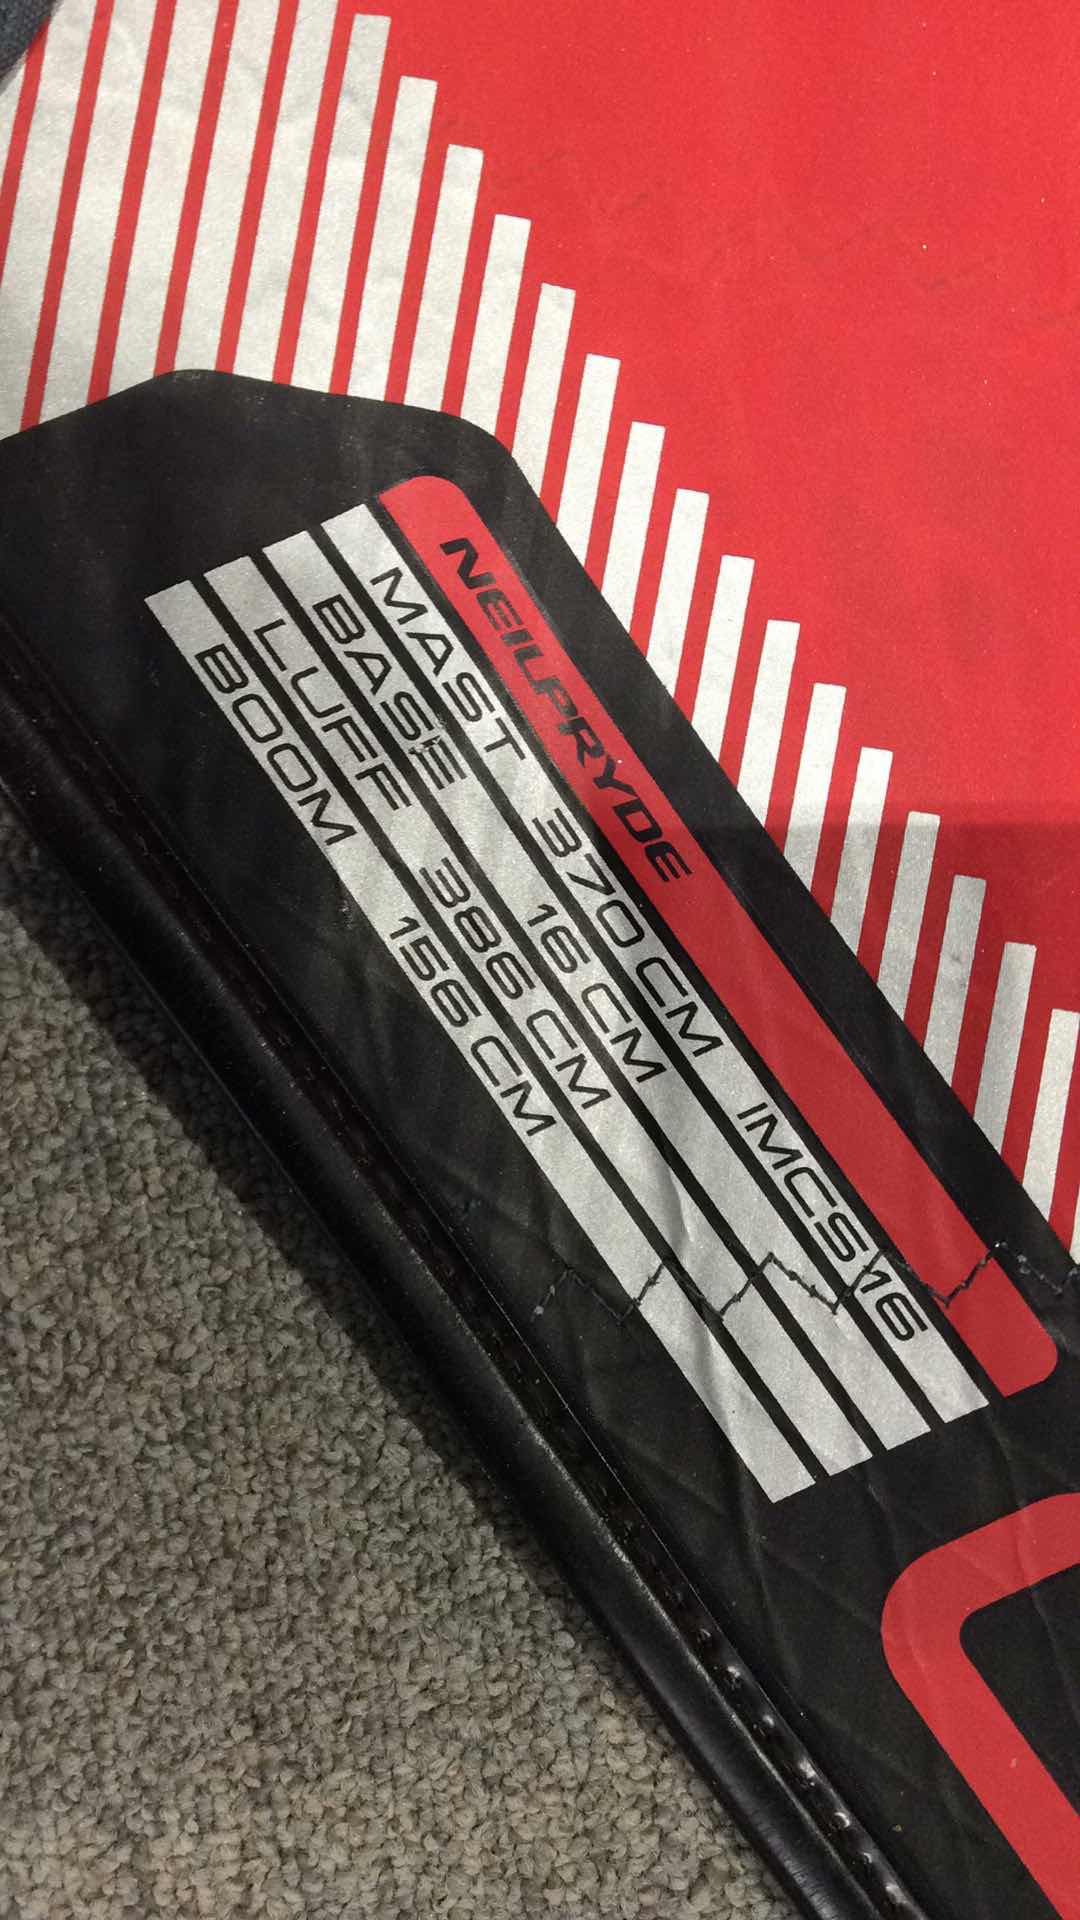 NEILPRYDE
MAST 370 CM IMCS 16
BASE 16 CM
LUFF 386 CM
BOOM 156 CM